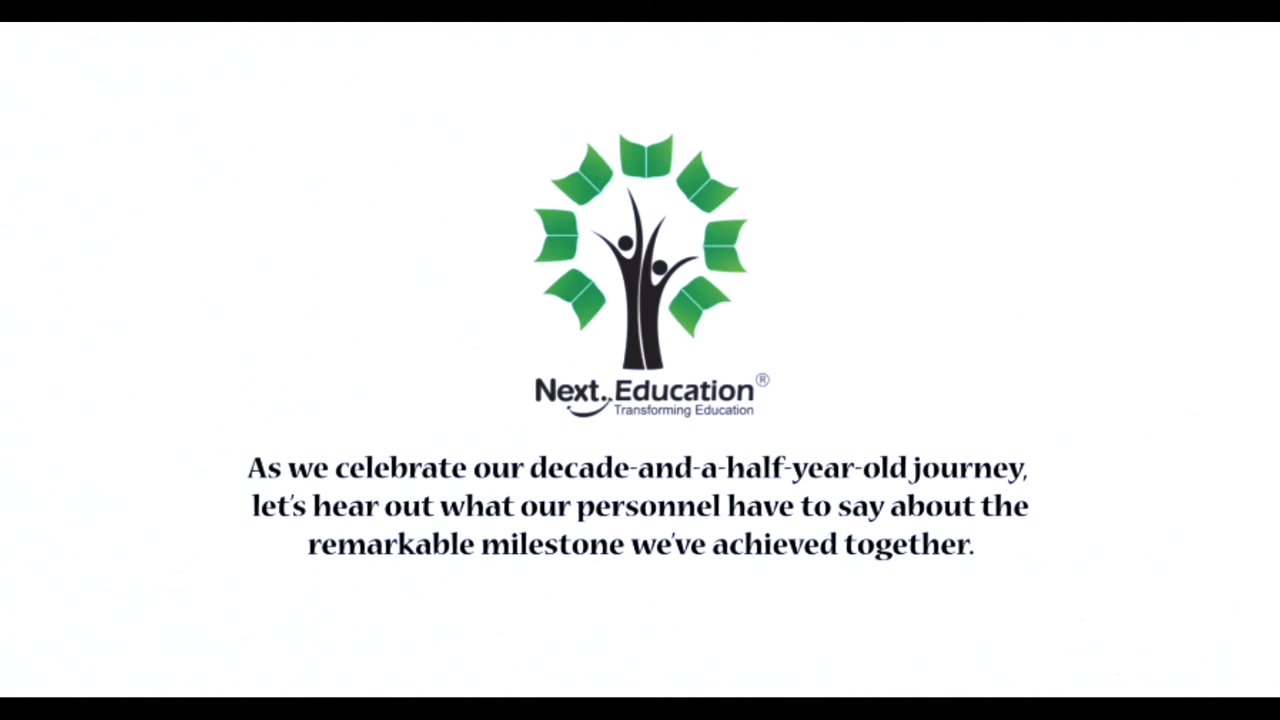 Next Education®
Transforming Education
As we celebrate our decade-and-a-half-year-old journey,
let's hear out what our personnel have to say about the
remarkable milestone we've achieved together.